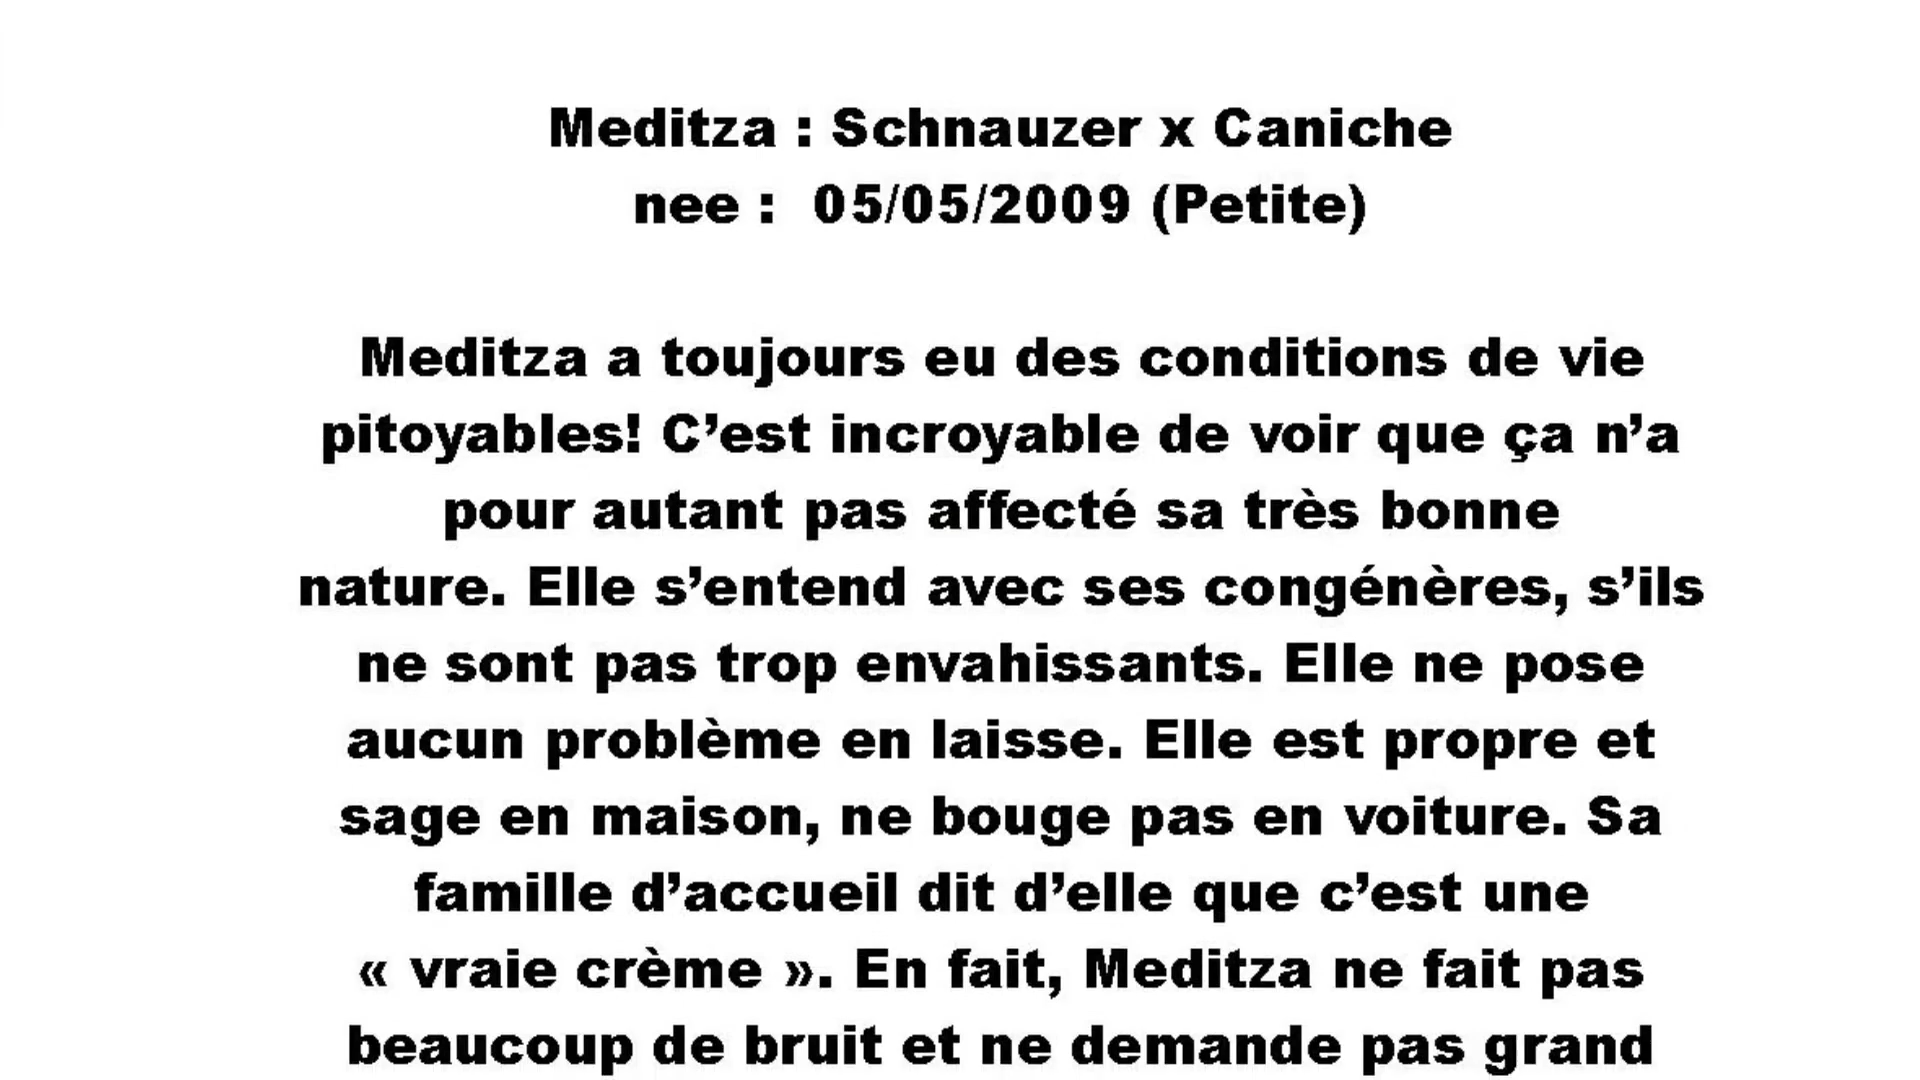 Meditza : Schnauzer x Caniche
nee :  05/05/2009 (Petite)
Meditza a toujours eu des conditions de vie
pitoyables! C’est incroyable de voir que ça n’a
pour autant pas affecté sa très bonne
nature. Elle s’entend avec ses congénères, s’ils
ne sont pas trop envahissants. Elle ne pose
aucun problème en laisse. Elle est propre et
sage en maison, ne bouge pas en voiture. Sa
famille d’accueil dit d’elle que c’est une
« vraie crème ». En fait, Meditza ne fait pas
beaucoup de bruit et ne demande pas grand